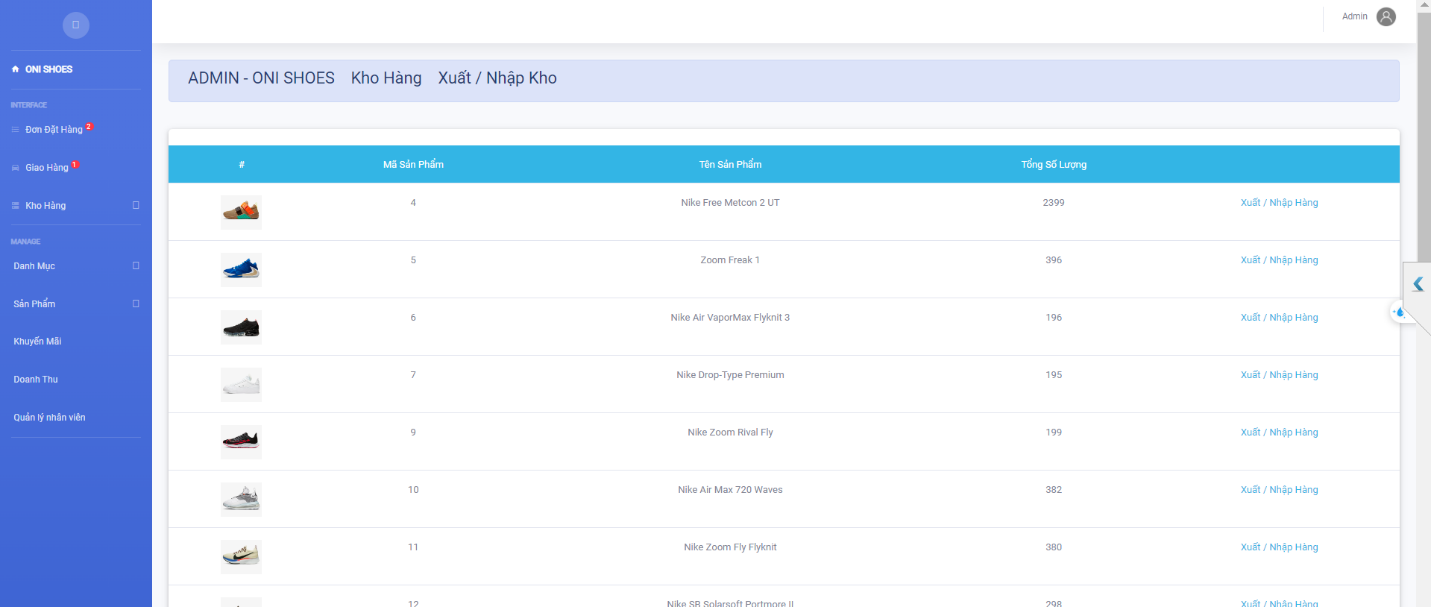 Admin
ONI SHOES
INTERFACE
Đơn Đặt Hàng 2
Giao Hàng 1
Kho Hàng
MANAGE
Danh Mục
Sản Phẩm
Khuyến Mãi
Doanh Thu
Quản lý nhân viên
ADMIN - ONI SHOES Kho Hàng Xuất / Nhập Kho
# Mã Sản Phẩm Tên Sản Phẩm Tổng Số Lượng
4 Nike Free Metcon 2 UT 2399 Xuất / Nhập Hàng
5 Zoom Freak 1 396 Xuất / Nhập Hàng
6 Nike Air VaporMax Flyknit 3 196 Xuất / Nhập Hàng
7 Nike Drop-Type Premium 195 Xuất / Nhập Hàng
9 Nike Zoom Rival Fly 199 Xuất / Nhập Hàng
10 Nike Air Max 720 Waves 382 Xuất / Nhập Hàng
11 Nike Zoom Fly Flyknit 380 Xuất / Nhập Hàng
12 Nike SB Solarsoft Portmore II 298 Xuất / Nhập Hàng